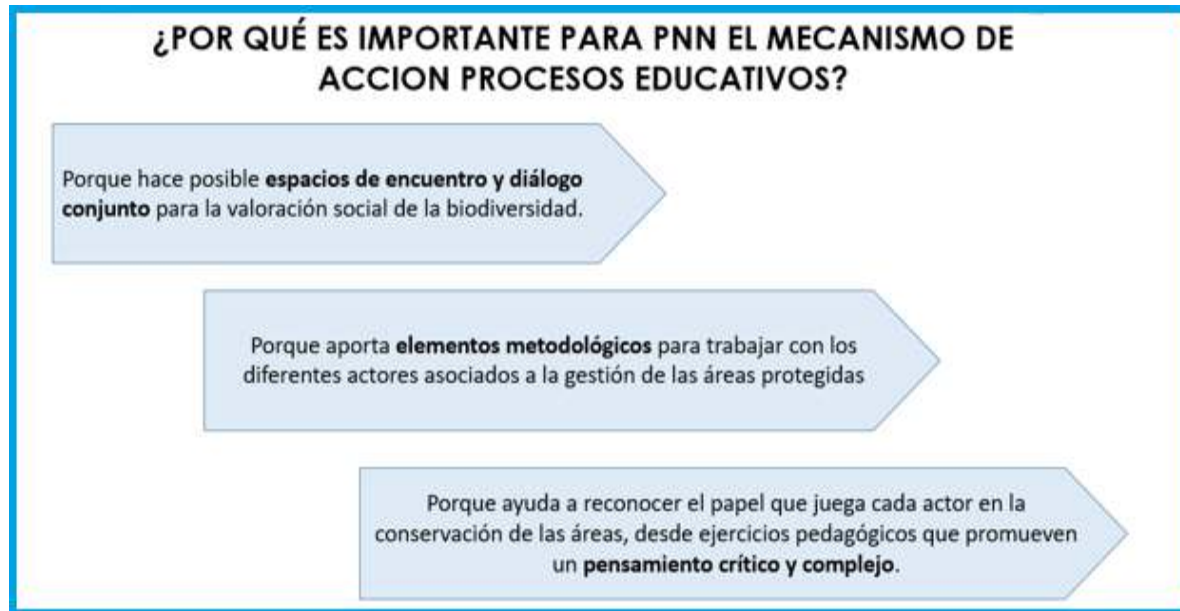 ¿POR QUÉ ES IMPORTANTE PARA PNN EL MECANISMO DE
ACCION PROCESOS EDUCATIVOS?
Porque hace posible espacios de encuentro y diálogo
conjunto para la valoración social de la biodiversidad.
Porque aporta elementos metodológicos para trabajar con los
diferentes actores asociados a la gestión de las áreas protegidas
Porque ayuda a reconocer el papel que juega cada actor en la
conservación de las áreas, desde ejercicios pedagógicos que promueven
un pensamiento crítico y complejo.